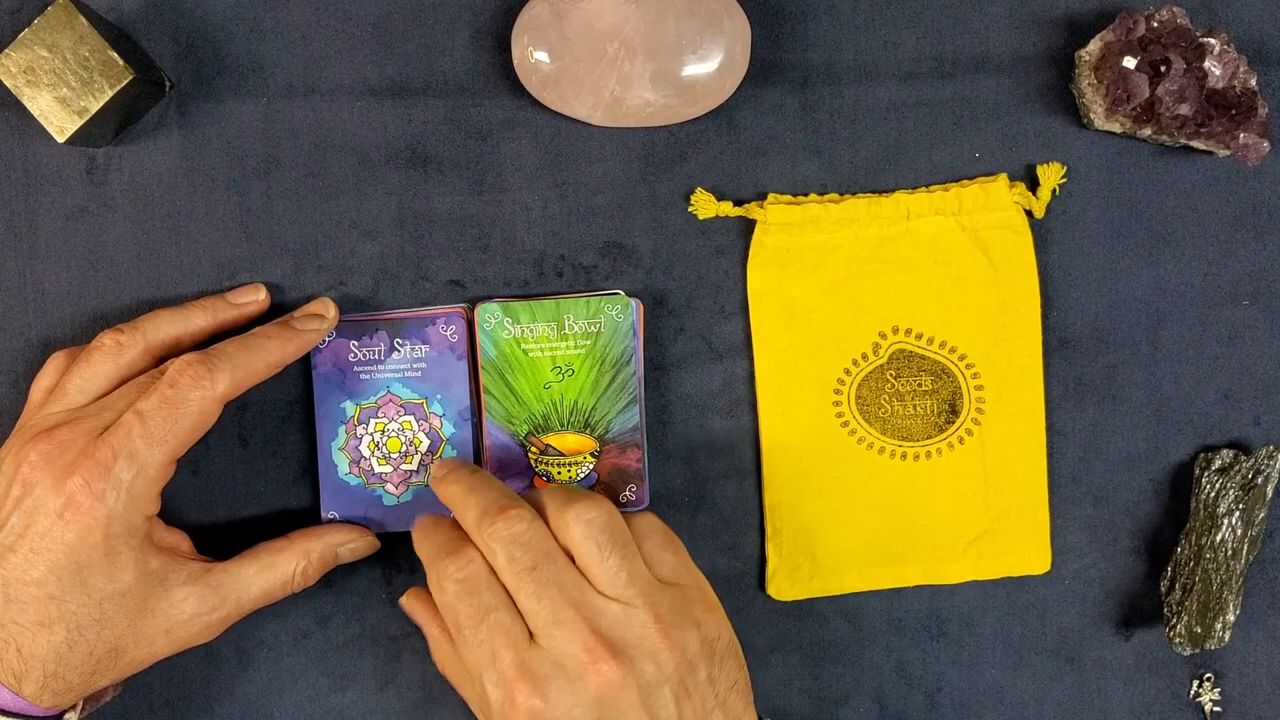 Soul Star
Ascend to connect with
the Universal Mind
Singing Bowl
Restore energetic flow
with sacred sound
ॐ
Seeds
of
Shakti